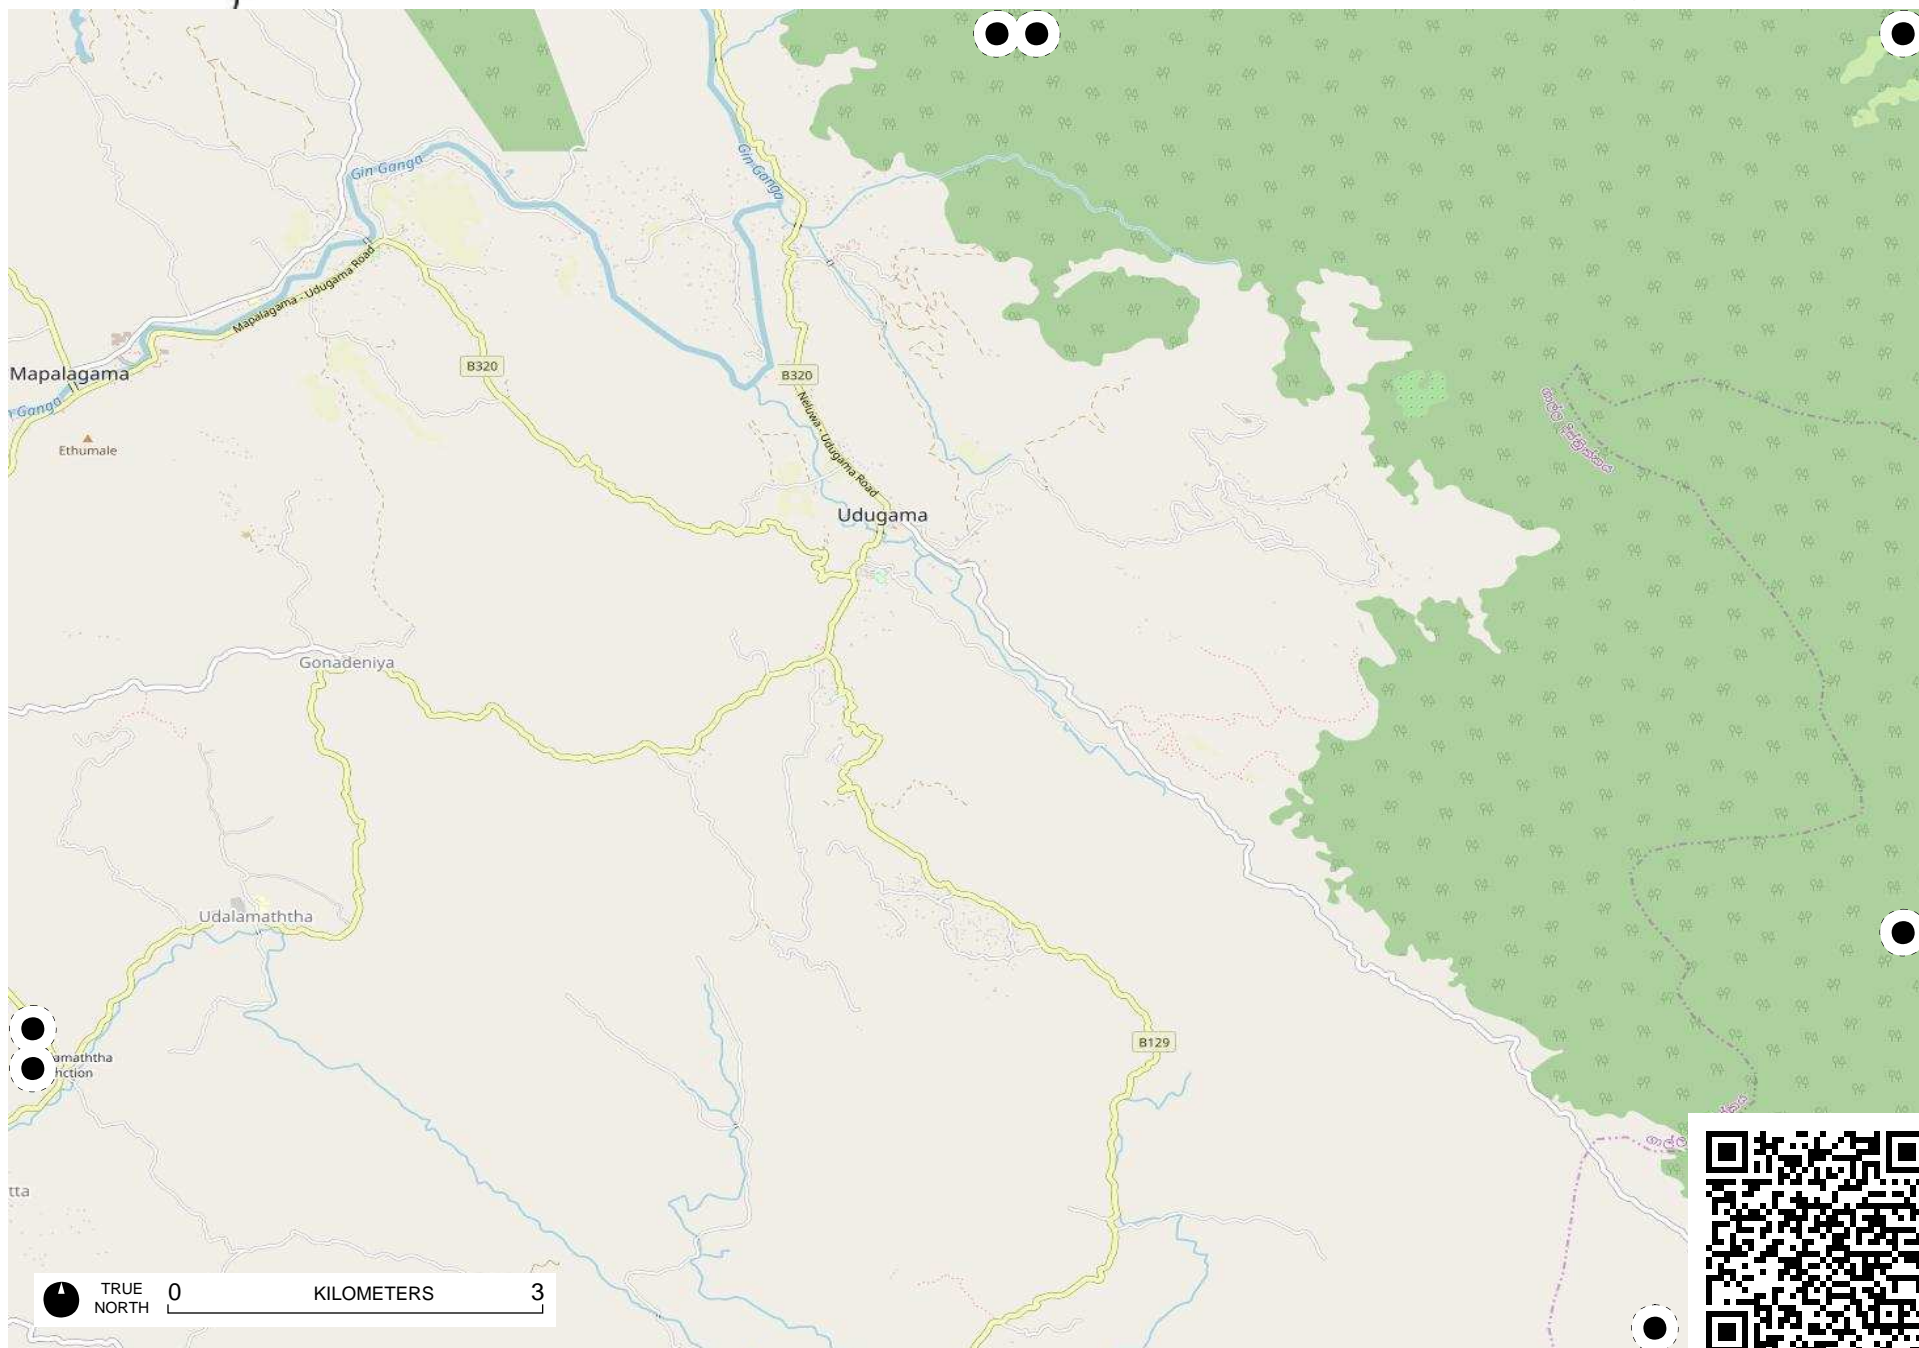 Gin Ganga
Gin Ganga
Mapalagama - Udugama Road
B320
B320
Mapalagama
Ganga
Neluwa - Udugama Road
Ethumale
Udugama
Gonadeniya
Udalamaththa
B129
amaththa
nction
tta
TRUE
NORTH
0
KILOMETERS
3